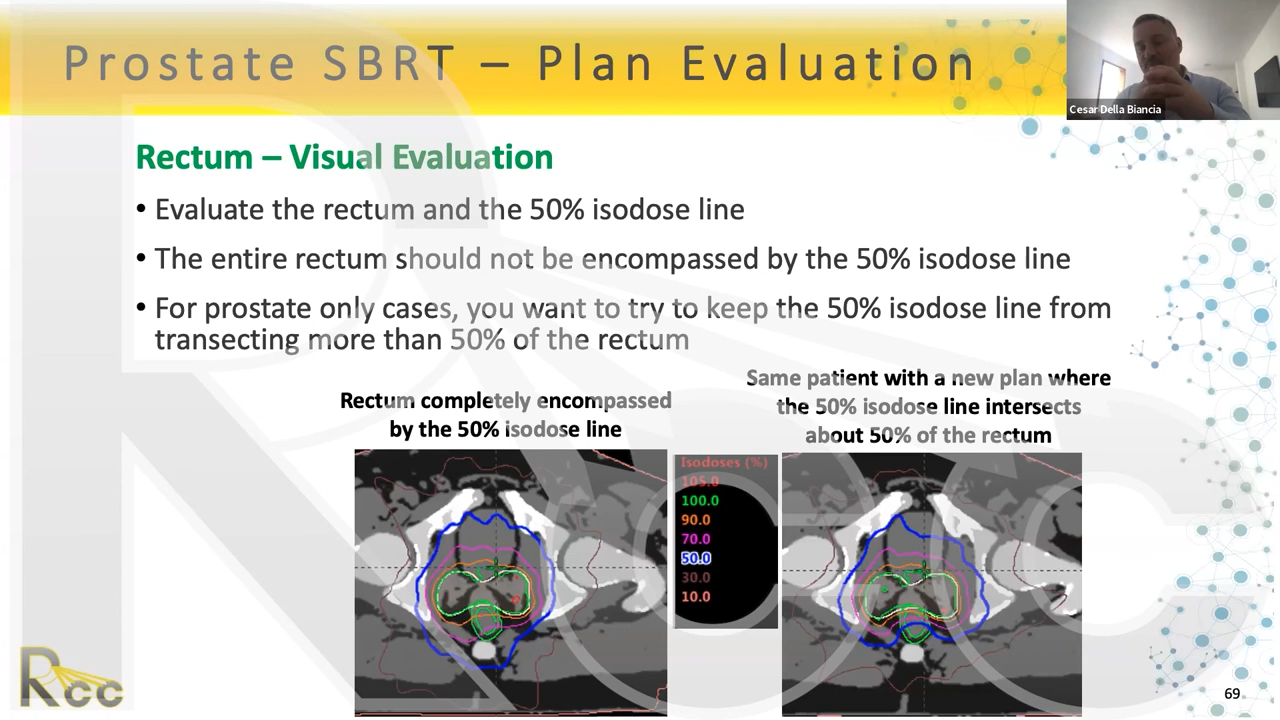 Prostate SBRT – Plan Evaluation
Cesar Della Biancia
Rectum – Visual Evaluation
• Evaluate the rectum and the 50% isodose line
• The entire rectum should not be encompassed by the 50% isodose line
• For prostate only cases, you want to try to keep the 50% isodose line from
transecting more than 50% of the rectum
Rectum completely encompassed
by the 50% isodose line
Same patient with a new plan where
the 50% isodose line intersects
about 50% of the rectum
Isodoses (%)
105.0
100.0
90.0
70.0
50.0
30.0
10.0
Rcc
69